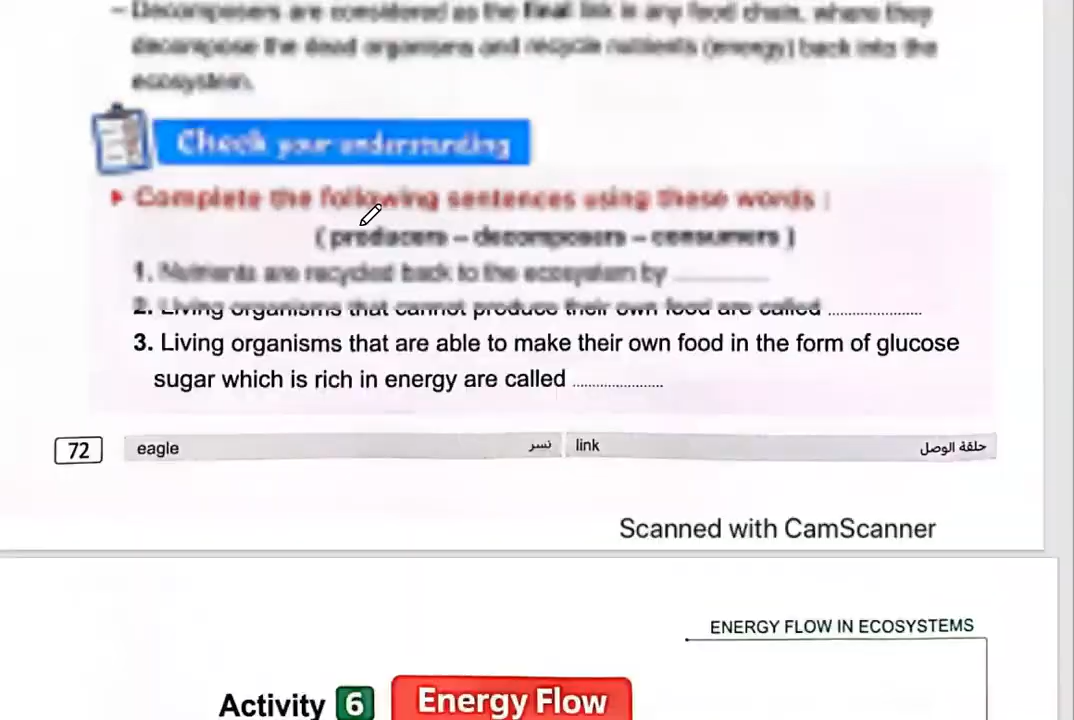 - Decomposers are considered as the final link in any food chain, where they
decompose the dead organisms and recycle nutrients (energy) back into the
ecosystem.
Check your understanding
Complete the following sentences using these words :
( producers – decomposers – consumers )
1. Nutrients are recycled back to the ecosystem by ....................
2. Living organisms that cannot produce their own food are called ....................
3. Living organisms that are able to make their own food in the form of glucose
sugar which is rich in energy are called ....................
72 eagle نسر link حلقة الوصل
Scanned with CamScanner
ENERGY FLOW IN ECOSYSTEMS
Activity 6 Energy Flow